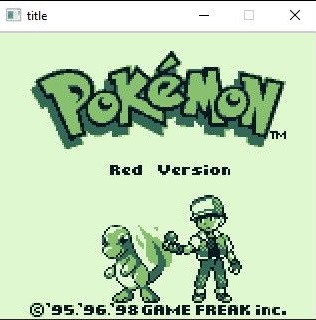 title
POKéMON
TM
Red Version
©'95.'96.'98 GAME FREAK inc.